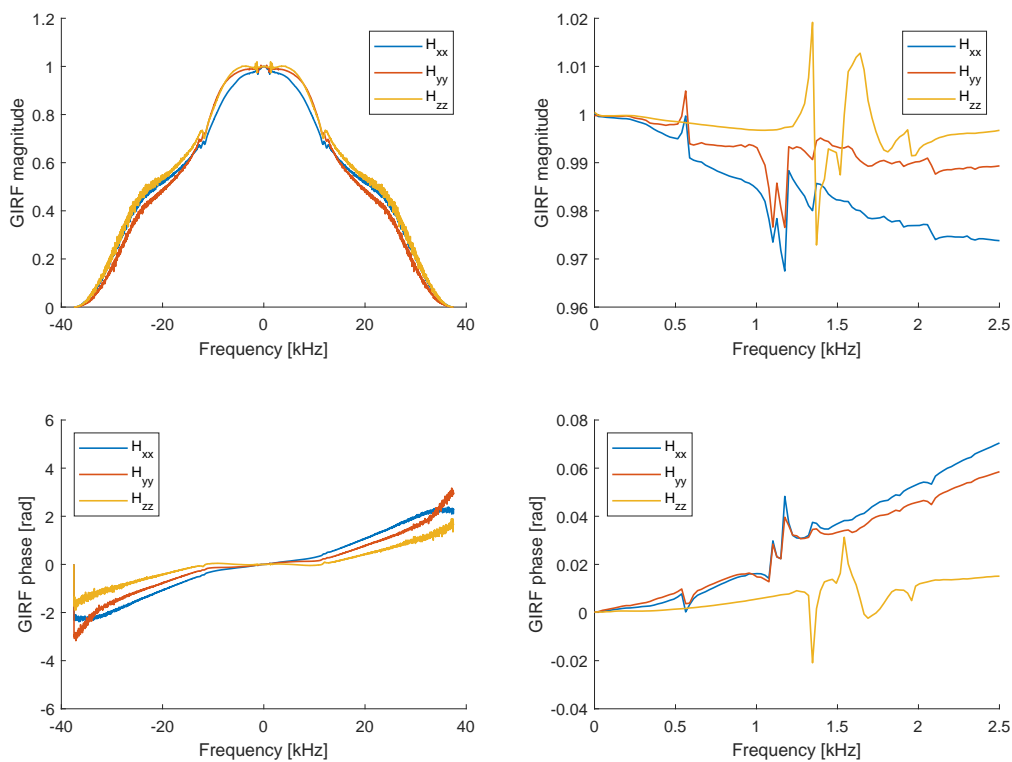 GIRF magnitude
1.2
1
0.8
0.6
0.4
0.2
0
-40 -20 0 20 40
Frequency [kHz]
H_xx
H_yy
H_zz
GIRF magnitude
1.02
1.01
1
0.99
0.98
0.97
0.96
0 0.5 1 1.5 2 2.5
Frequency [kHz]
H_xx
H_yy
H_zz
GIRF phase [rad]
6
4
2
0
-2
-4
-6
-40 -20 0 20 40
Frequency [kHz]
H_xx
H_yy
H_zz
GIRF phase [rad]
0.08
0.06
0.04
0.02
0
-0.02
-0.04
0 0.5 1 1.5 2 2.5
Frequency [kHz]
H_xx
H_yy
H_zz